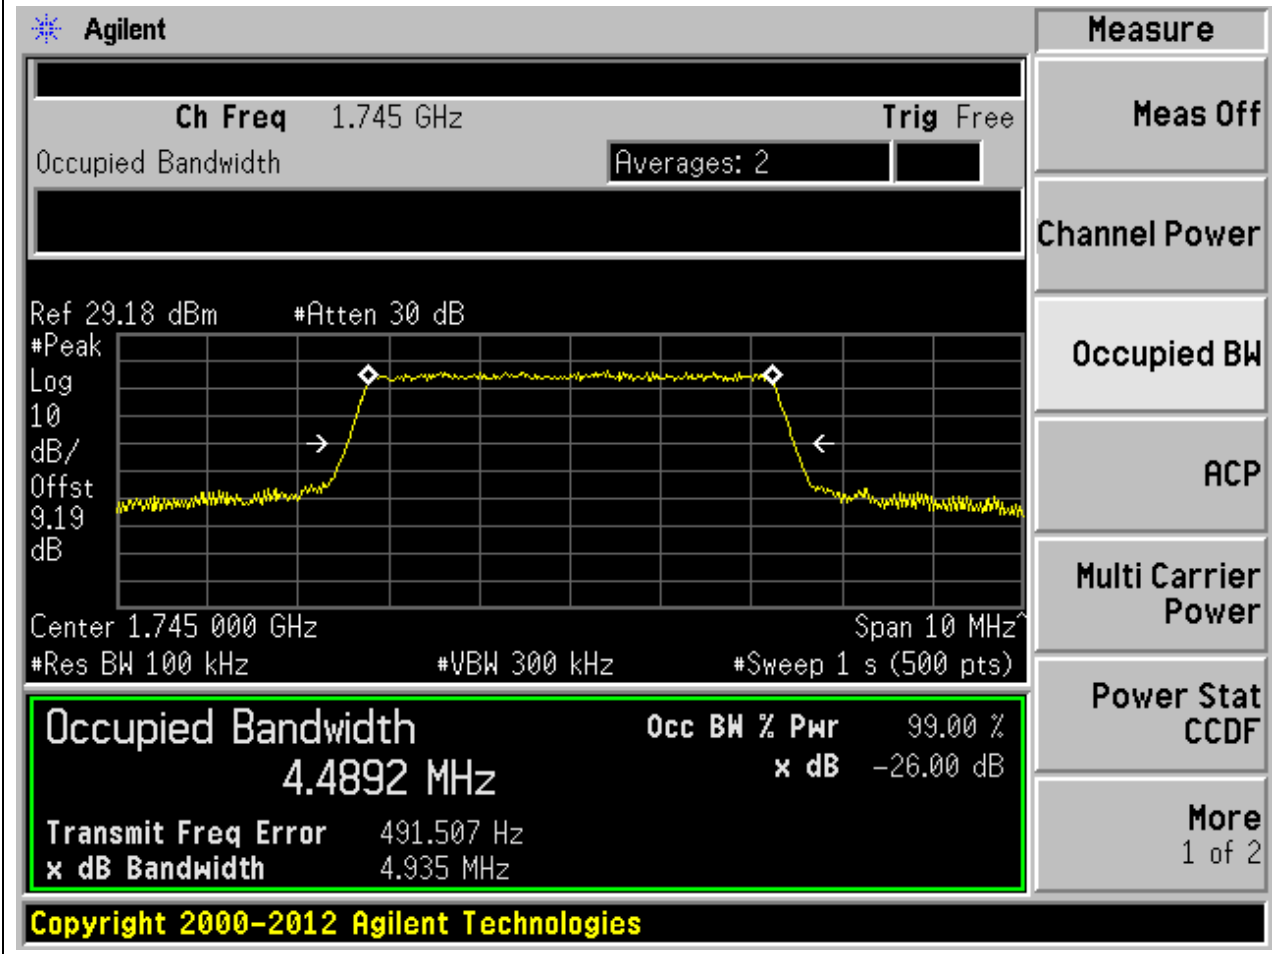 Agilent
Measure
Ch Freq 1.745 GHz Trig Free
Meas Off
Occupied Bandwidth Averages: 2
Channel Power
Ref 29.18 dBm #Atten 30 dB
#Peak
Log
10
dB/
Offst
9.19
dB
Occupied BW
ACP
Center 1.745 000 GHz Span 10 MHz^
#Res BW 100 kHz #VBW 300 kHz #Sweep 1 s (500 pts)
Multi Carrier
Power
Occupied Bandwidth Occ BW % Pwr 99.00 %
4.4892 MHz x dB -26.00 dB
Transmit Freq Error 491.507 Hz
x dB Bandwidth 4.935 MHz
Power Stat
CCDF
More
1 of 2
Copyright 2000-2012 Agilent Technologies